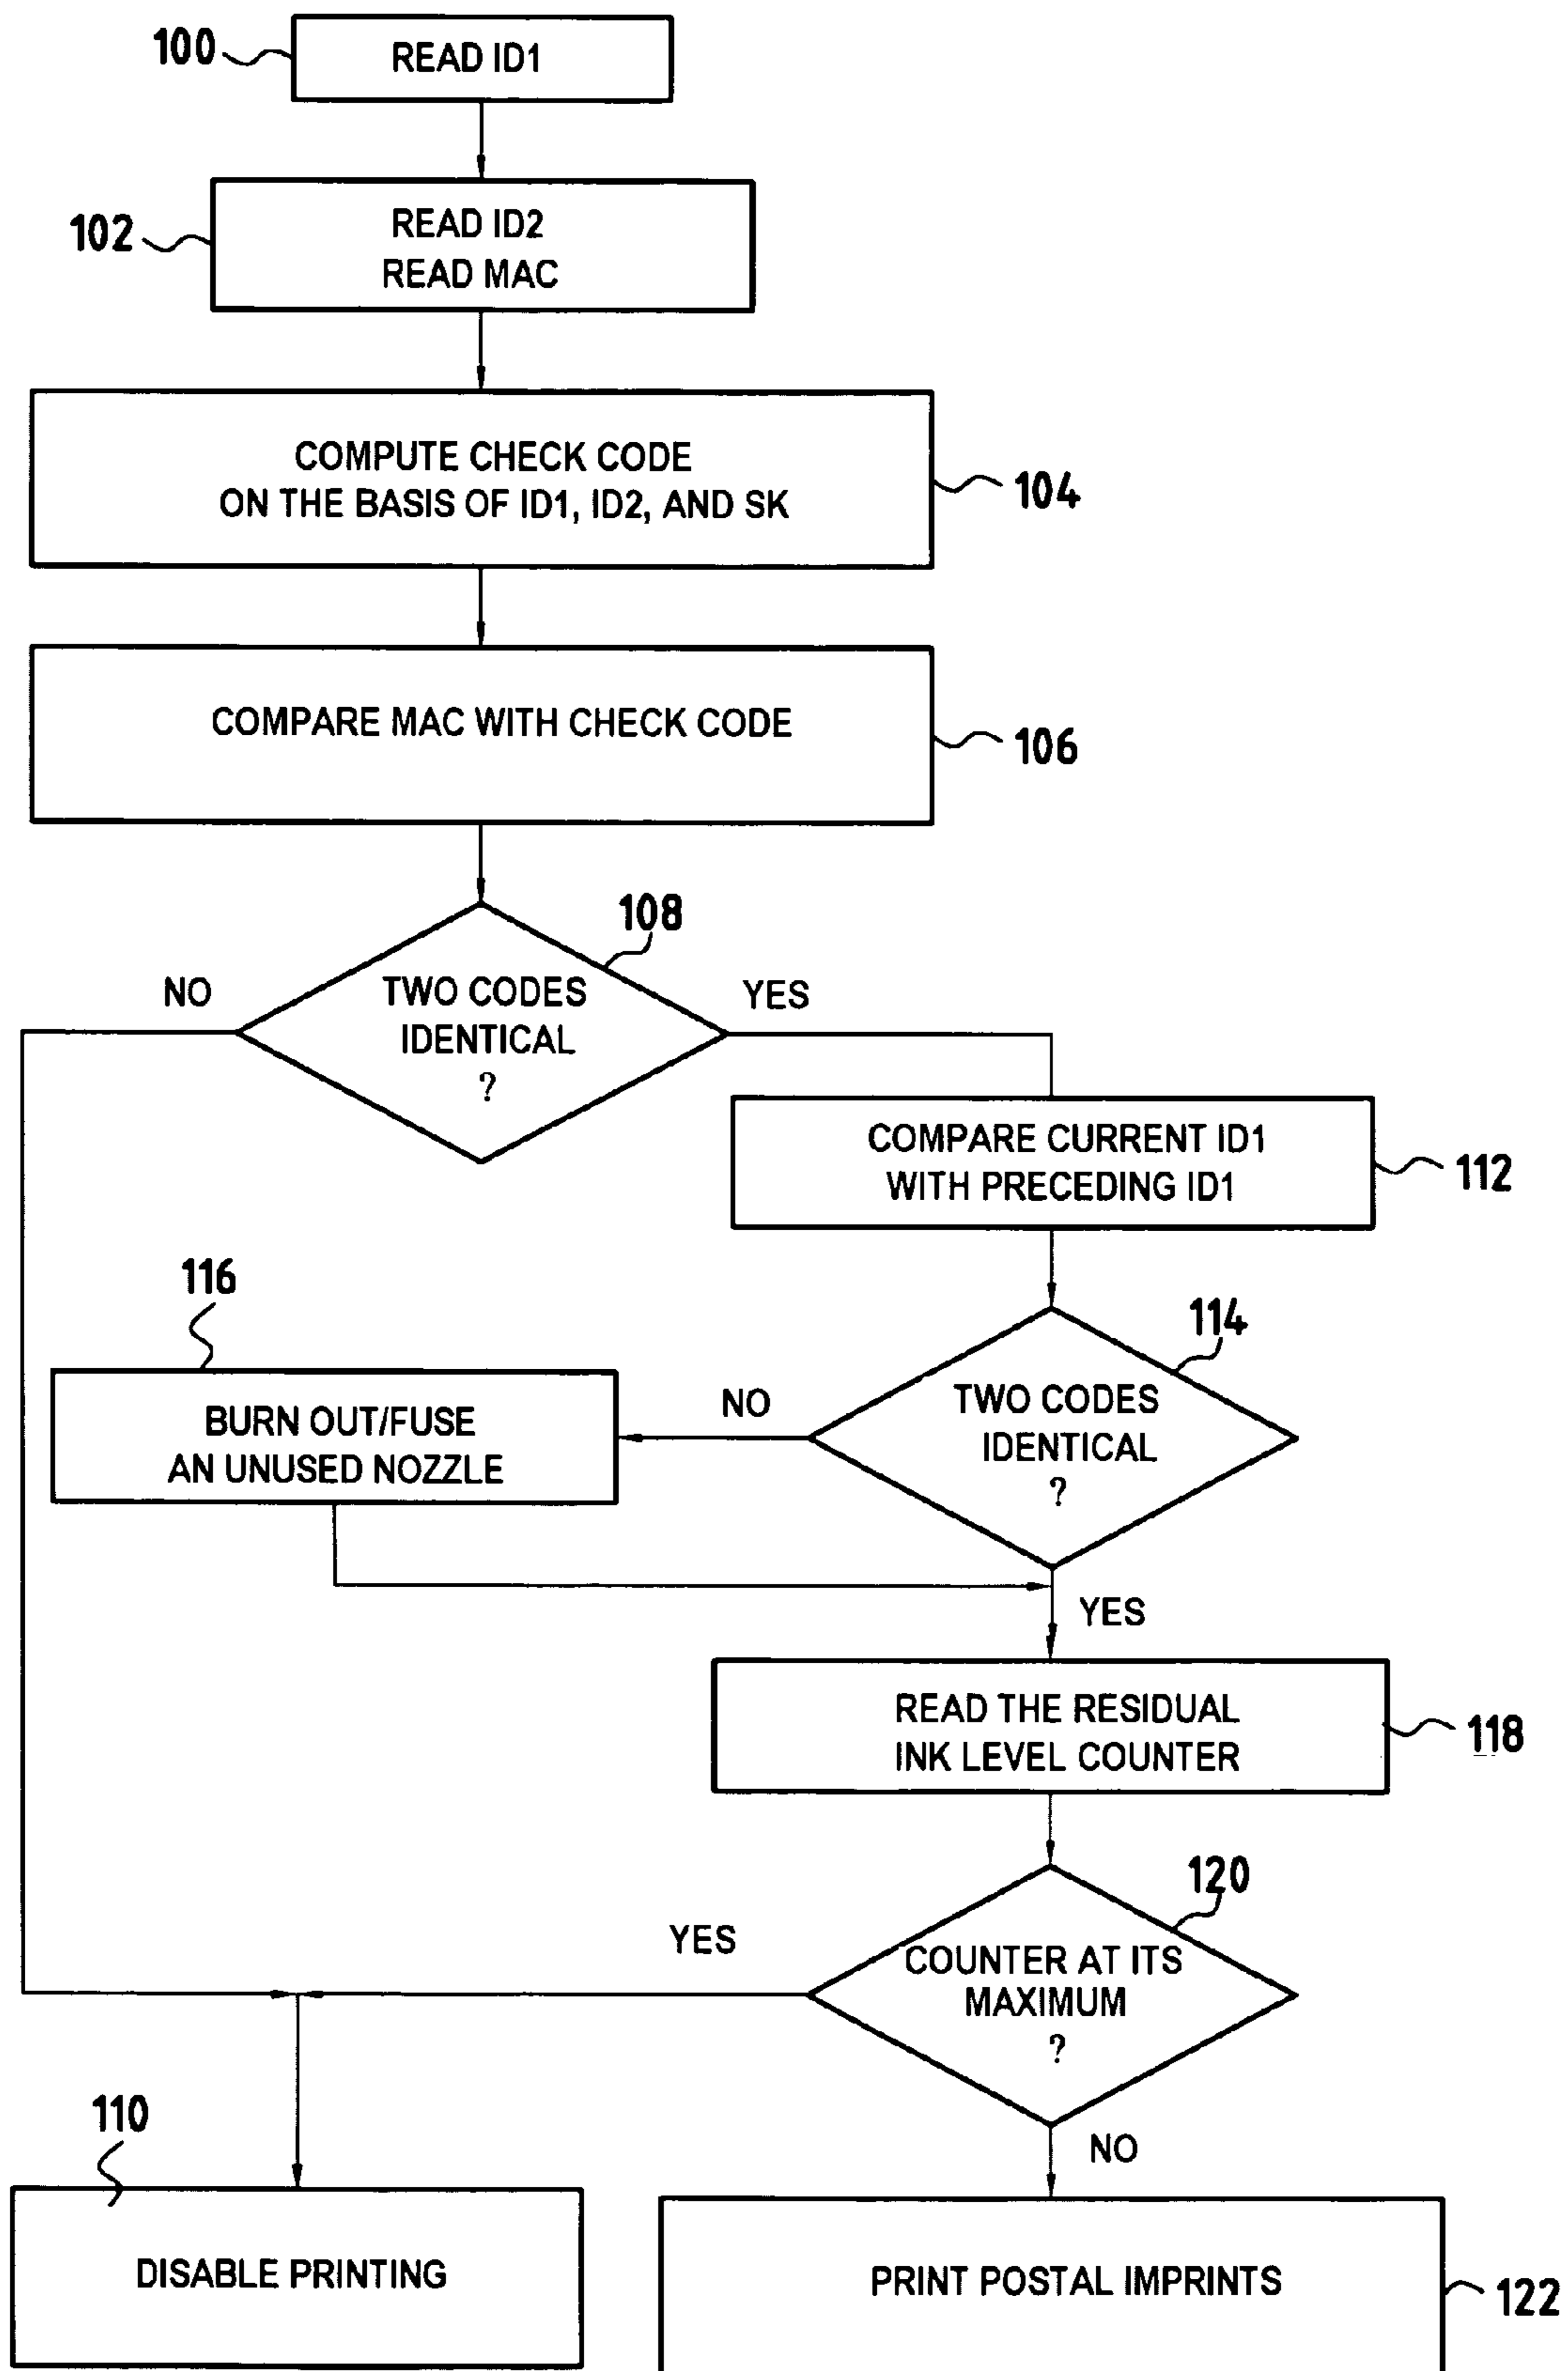 100
READ ID1
102
READ ID2
READ MAC
COMPUTE CHECK CODE
ON THE BASIS OF ID1, ID2, AND SK
104
COMPARE MAC WITH CHECK CODE
106
108
NO
TWO CODES
IDENTICAL
?
YES
COMPARE CURRENT ID1
WITH PRECEDING ID1
112
116
BURN OUT/FUSE
AN UNUSED NOZZLE
NO
114
TWO CODES
IDENTICAL
?
YES
READ THE RESIDUAL
INK LEVEL COUNTER
118
120
YES
COUNTER AT ITS
MAXIMUM
?
NO
110
DISABLE PRINTING
PRINT POSTAL IMPRINTS
122